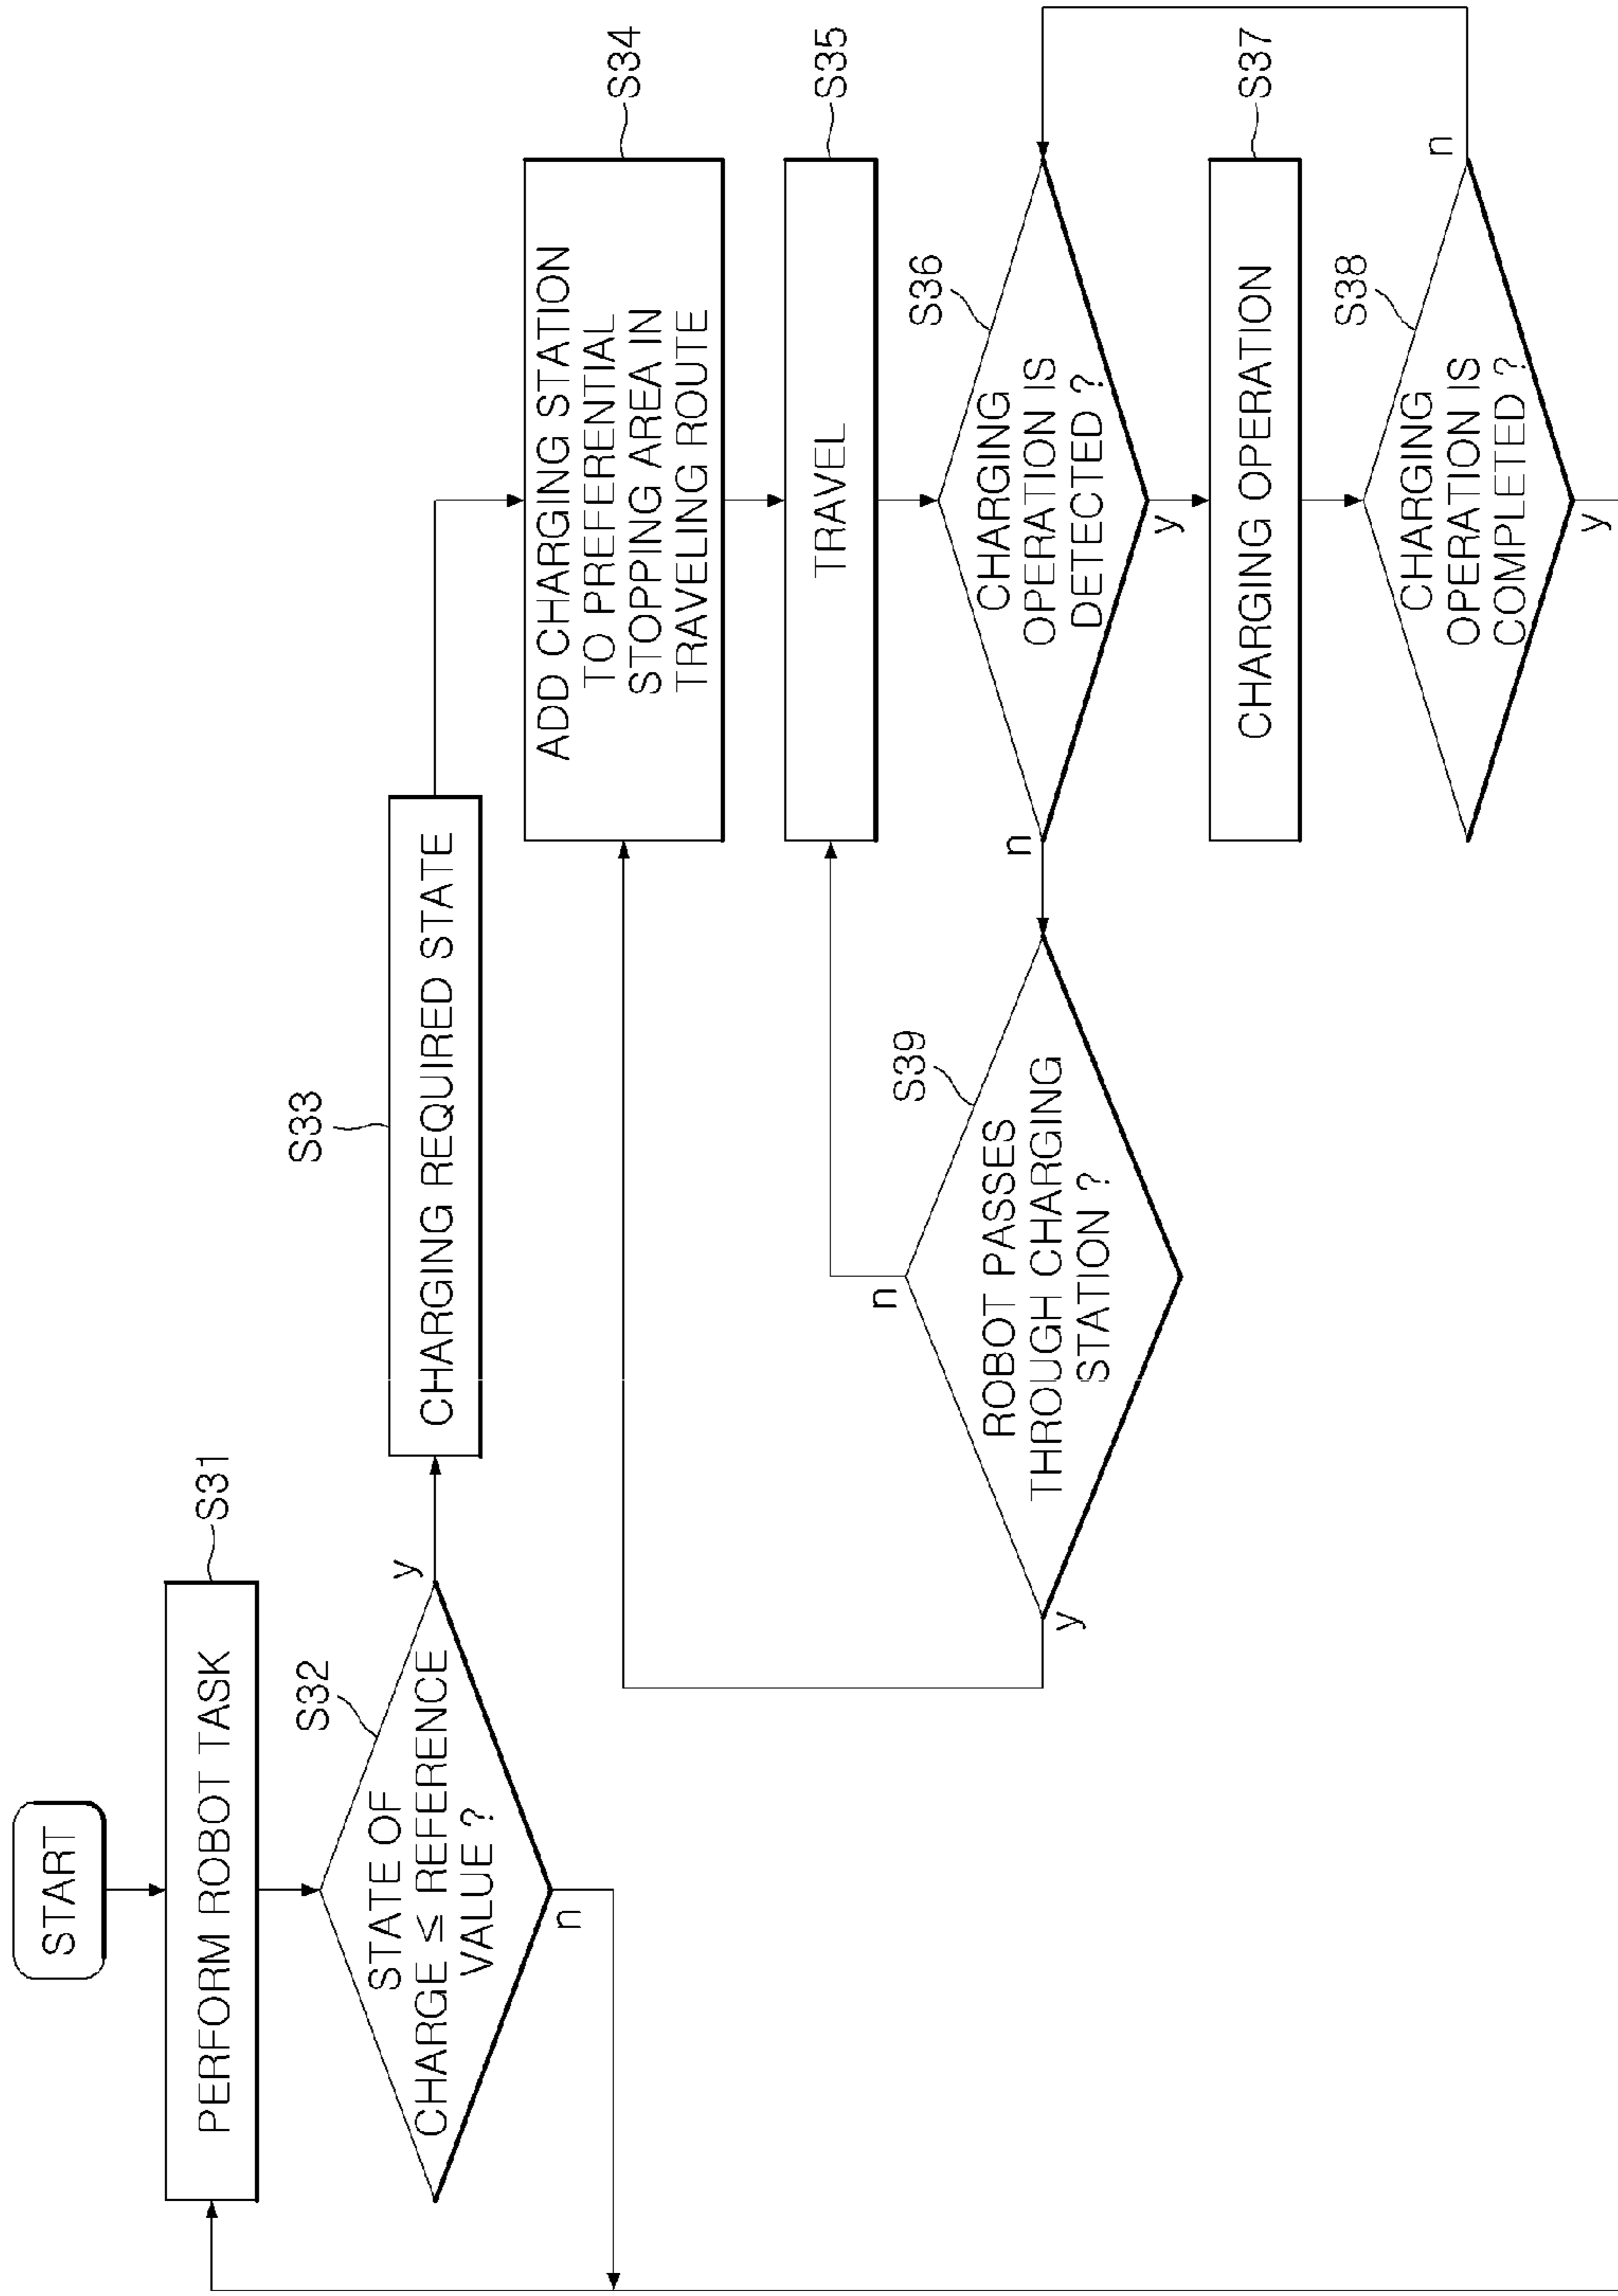 START
PERFORM ROBOT TASK
S31
STATE OF
CHARGE ≤ REFERENCE
VALUE ?
S32
y
n
CHARGING REQUIRED STATE
S33
ADD CHARGING STATION
TO PREFERENTIAL
STOPPING AREA IN
TRAVELING ROUTE
S34
TRAVEL
S35
CHARGING
OPERATION IS
DETECTED ?
S36
n
y
ROBOT PASSES
THROUGH CHARGING
STATION ?
S39
n
y
CHARGING OPERATION
S37
CHARGING
OPERATION IS
COMPLETED ?
S38
n
y